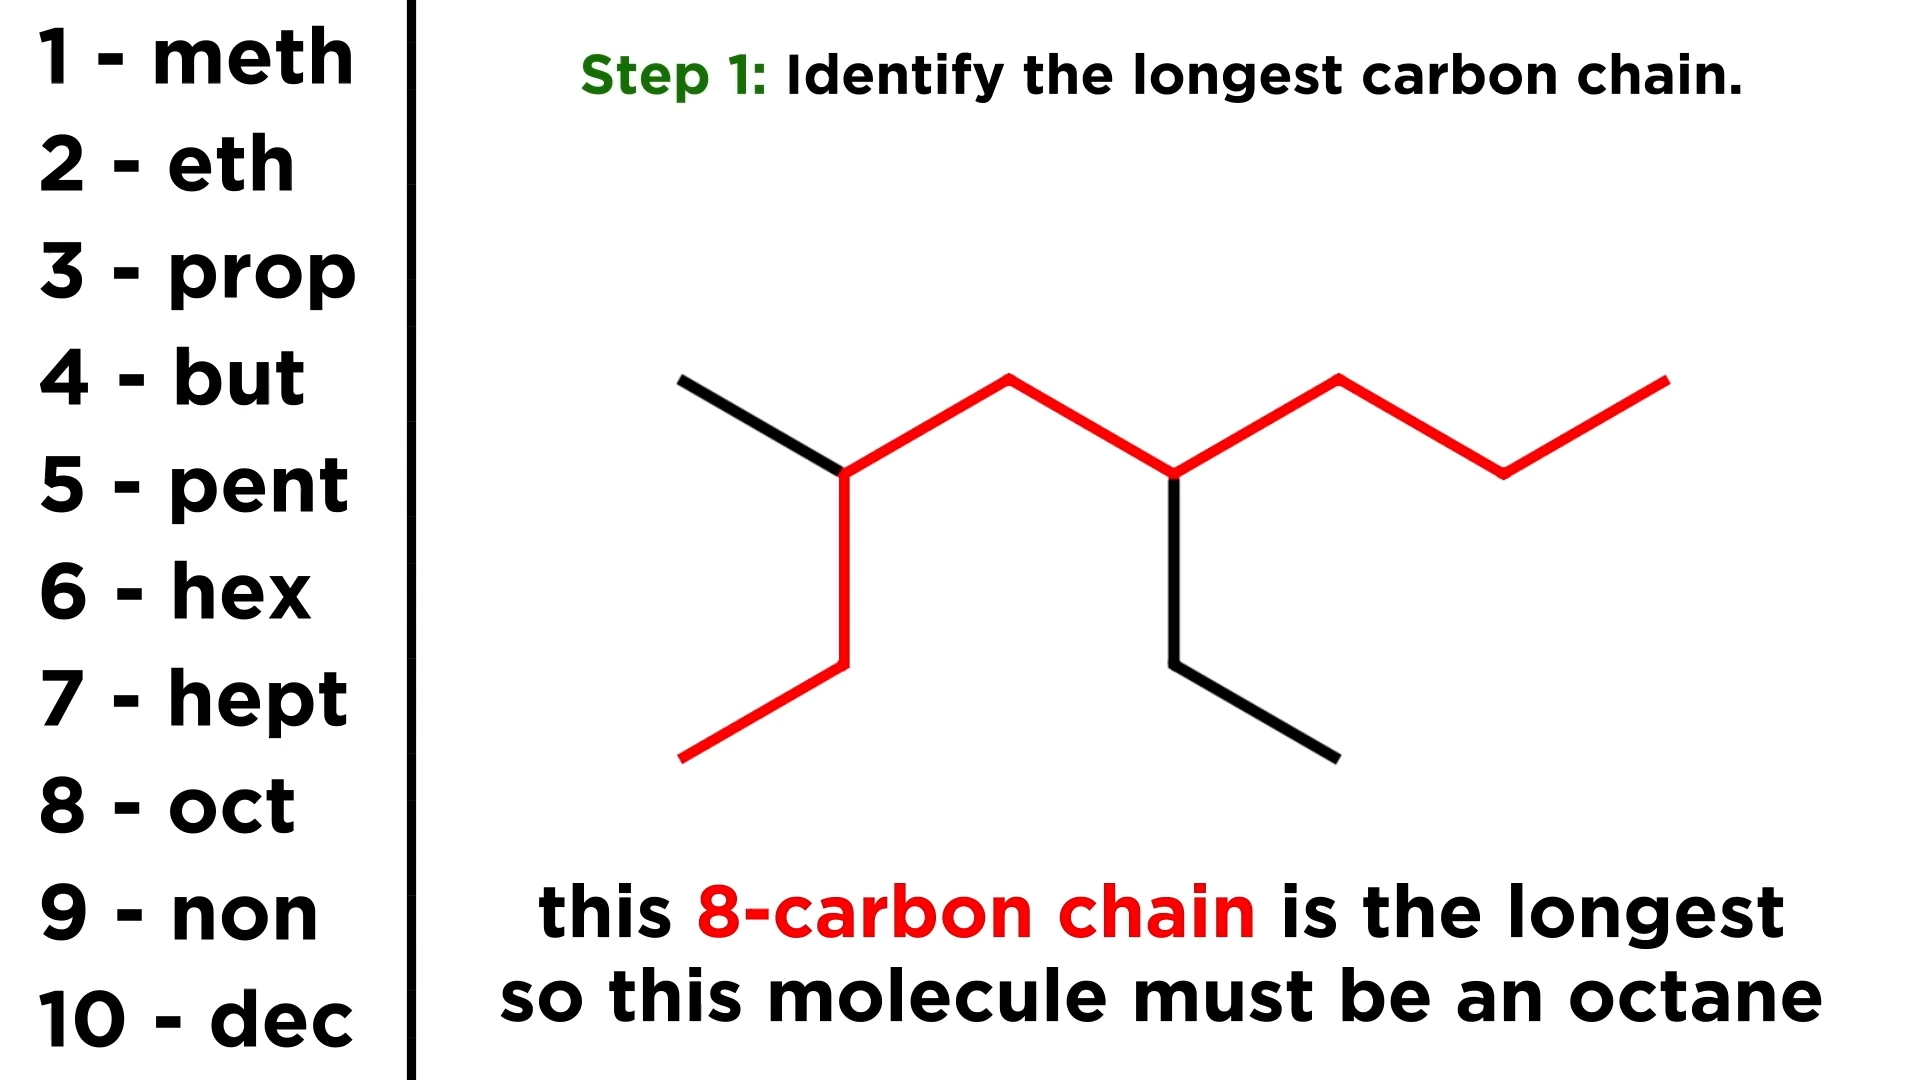 1 - meth
2 - eth
3 - prop
4 - but
5 - pent
6 - hex
7 - hept
8 - oct
9 - non
10 - dec
Step 1: Identify the longest carbon chain.
this 8-carbon chain is the longest
so this molecule must be an octane